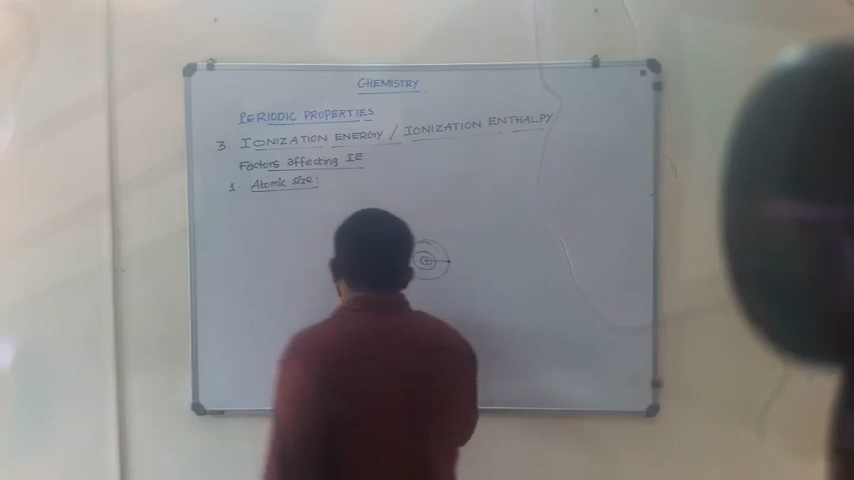 CHEMISTRY
PERIODIC PROPERTIES
3. IONIZATION ENERGY / IONIZATION ENTHALPY
Factors affecting IE
1. Atomic size: